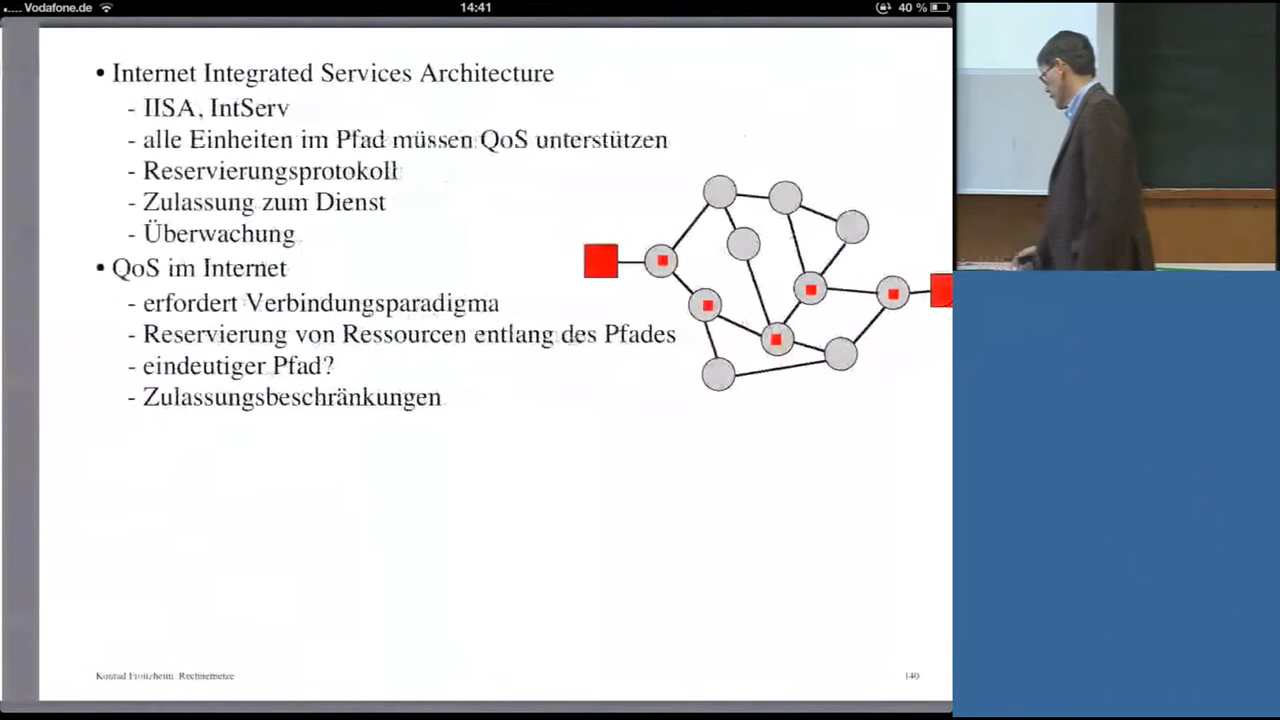 Vodafone.de
14:41
40 %
• Internet Integrated Services Architecture
- IISA, IntServ
- alle Einheiten im Pfad müssen QoS unterstützen
- Reservierungsprotokoll
- Zulassung zum Dienst
- Überwachung
• QoS im Internet
- erfordert Verbindungsparadigma
- Reservierung von Ressourcen entlang des Pfades
- eindeutiger Pfad?
- Zulassungsbeschränkungen
Konrad Froitzheim Rechnernetze